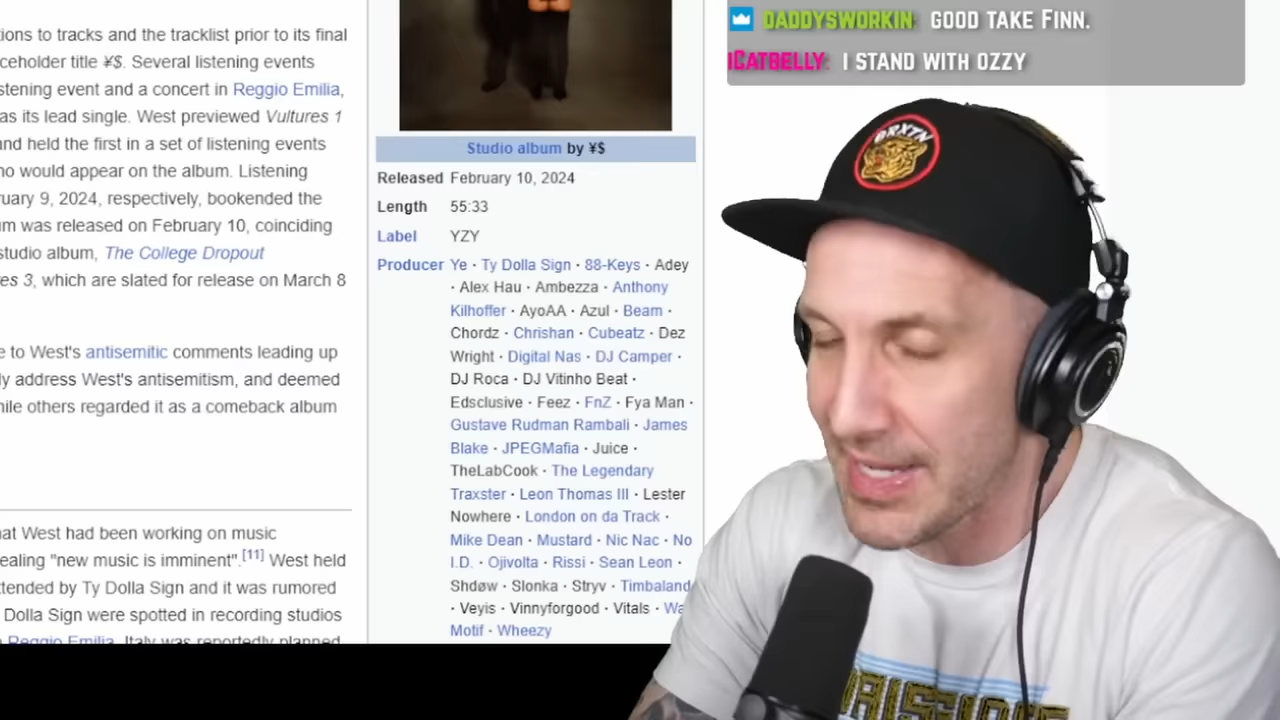 ions to tracks and the tracklist prior to its final
ceholder title ¥$. Several listening events
stening event and a concert in Reggio Emilia,
as its lead single. West previewed Vultures 1
and held the first in a set of listening events
ho would appear on the album. Listening
ruary 9, 2024, respectively, bookended the
um was released on February 10, coinciding
studio album, The College Dropout
es 3, which are slated for release on March 8
e to West's antisemitic comments leading up
ly address West's antisemitism, and deemed
hile others regarded it as a comeback album
hat West had been working on music
ealing "new music is imminent".[11] West held
ttended by Ty Dolla Sign and it was rumored
Dolla Sign were spotted in recording studios
Reggio Emilia, Italy was reportedly planned
Studio album by ¥$
Released February 10, 2024
Length 55:33
Label YZY
Producer Ye · Ty Dolla Sign · 88-Keys · Adey
· Alex Hau · Ambezza · Anthony
Kilhoffer · AyoAA · Azul · Beam ·
Chordz · Chrishan · Cubeatz · Dez
Wright · Digital Nas · DJ Camper ·
DJ Roca · DJ Vitinho Beat ·
Edsclusive · Feez · FnZ · Fya Man ·
Gustave Rudman Rambali · James
Blake · JPEGMafia · Juice ·
TheLabCook · The Legendary
Traxster · Leon Thomas III · Lester
Nowhere · London on da Track ·
Mike Dean · Mustard · Nic Nac · No
I.D. · Ojivolta · Rissi · Sean Leon ·
Shdøw · Slonka · Stryv · Timbaland
· Veyis · Vinnyforgood · Vitals · Wa
Motif · Wheezy
DADDYSWORKIN: GOOD TAKE FINN.
ICATBELLY: I STAND WITH OZZY
BRXTN